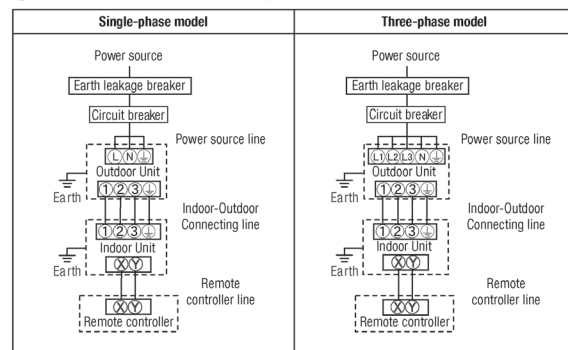 Single-phase model
Power source
Earth leakage breaker
Circuit breaker
Power source line
L N ⏚
Outdoor Unit
1 2 3 ⏚
Earth
Indoor-Outdoor
Connecting line
1 2 3 ⏚
Indoor Unit
Earth
X Y
Remote
controller line
X Y
Remote controller
Three-phase model
Power source
Earth leakage breaker
Circuit breaker
Power source line
L1 L2 L3 N ⏚
Outdoor Unit
1 2 3 ⏚
Earth
Indoor-Outdoor
Connecting line
1 2 3 ⏚
Indoor Unit
Earth
X Y
Remote
controller line
X Y
Remote controller